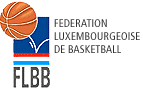 FEDERATION
LUXEMBOURGEOISE
DE BASKETBALL
FLBB